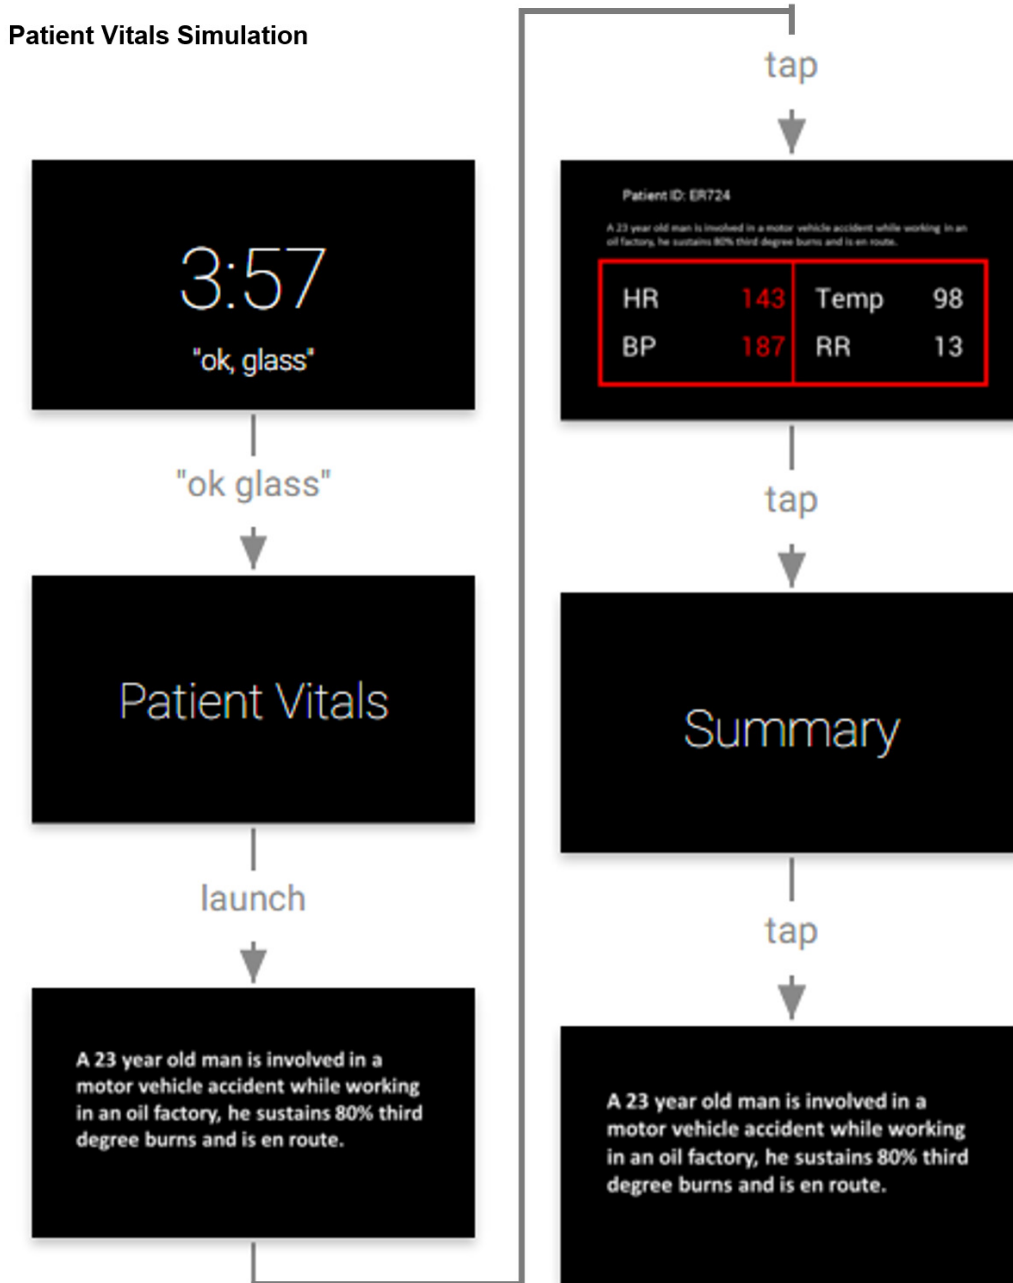 Patient Vitals Simulation
3:57
"ok, glass"
"ok glass"
Patient Vitals
launch
A 23 year old man is involved in a
motor vehicle accident while working
in an oil factory, he sustains 80% third
degree burns and is en route.
tap
Patient ID: ER724
A 23 year old man is involved in a motor vehicle accident while working in an
oil factory, he sustains 80% third degree burns and is en route.
HR 143 Temp 98
BP 187 RR 13
tap
Summary
tap
A 23 year old man is involved in a
motor vehicle accident while working
in an oil factory, he sustains 80% third
degree burns and is en route.